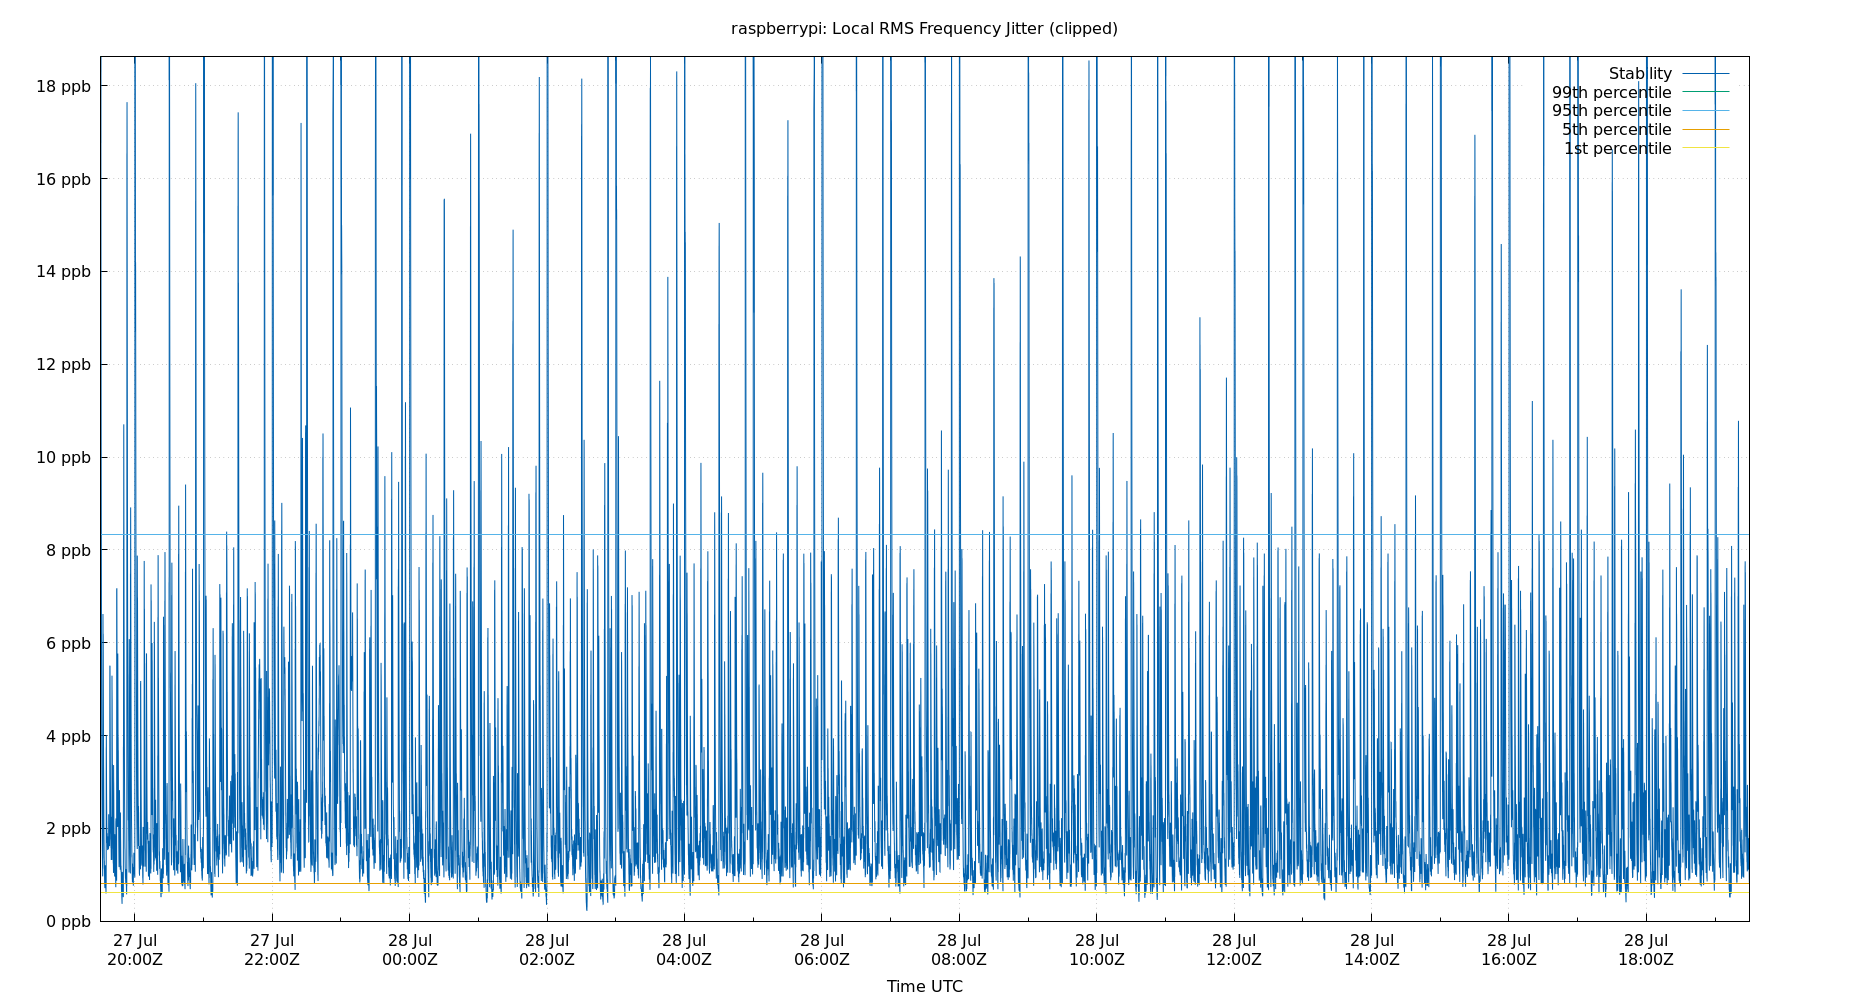 raspberrypi: Local RMS Frequency Jitter (clipped)
Stability
99th percentile
95th percentile
5th percentile
1st percentile
18 ppb
16 ppb
14 ppb
12 ppb
10 ppb
8 ppb
6 ppb
4 ppb
2 ppb
0 ppb
27 Jul 27 Jul 28 Jul 28 Jul 28 Jul 28 Jul 28 Jul 28 Jul 28 Jul 28 Jul 28 Jul 28 Jul
20:00Z 22:00Z 00:00Z 02:00Z 04:00Z 06:00Z 08:00Z 10:00Z 12:00Z 14:00Z 16:00Z 18:00Z
Time UTC